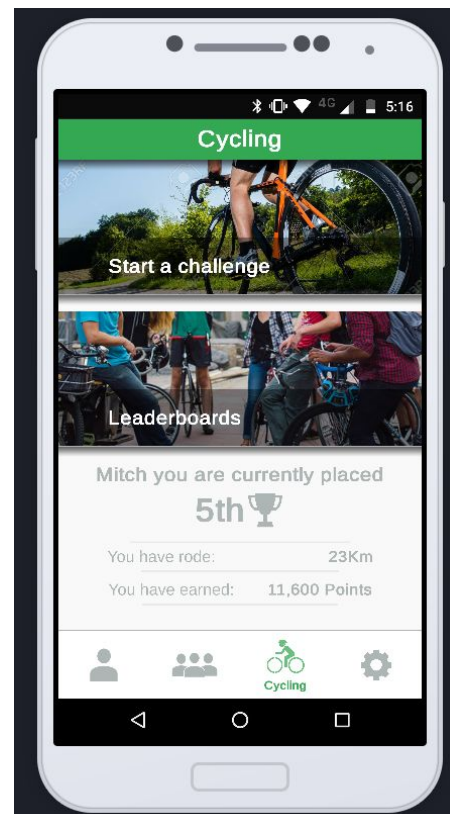 4G 5:16
Cycling
Start a challenge
Leaderboards
Mitch you are currently placed
5th
You have rode: 23Km
You have earned: 11,600 Points
Cycling